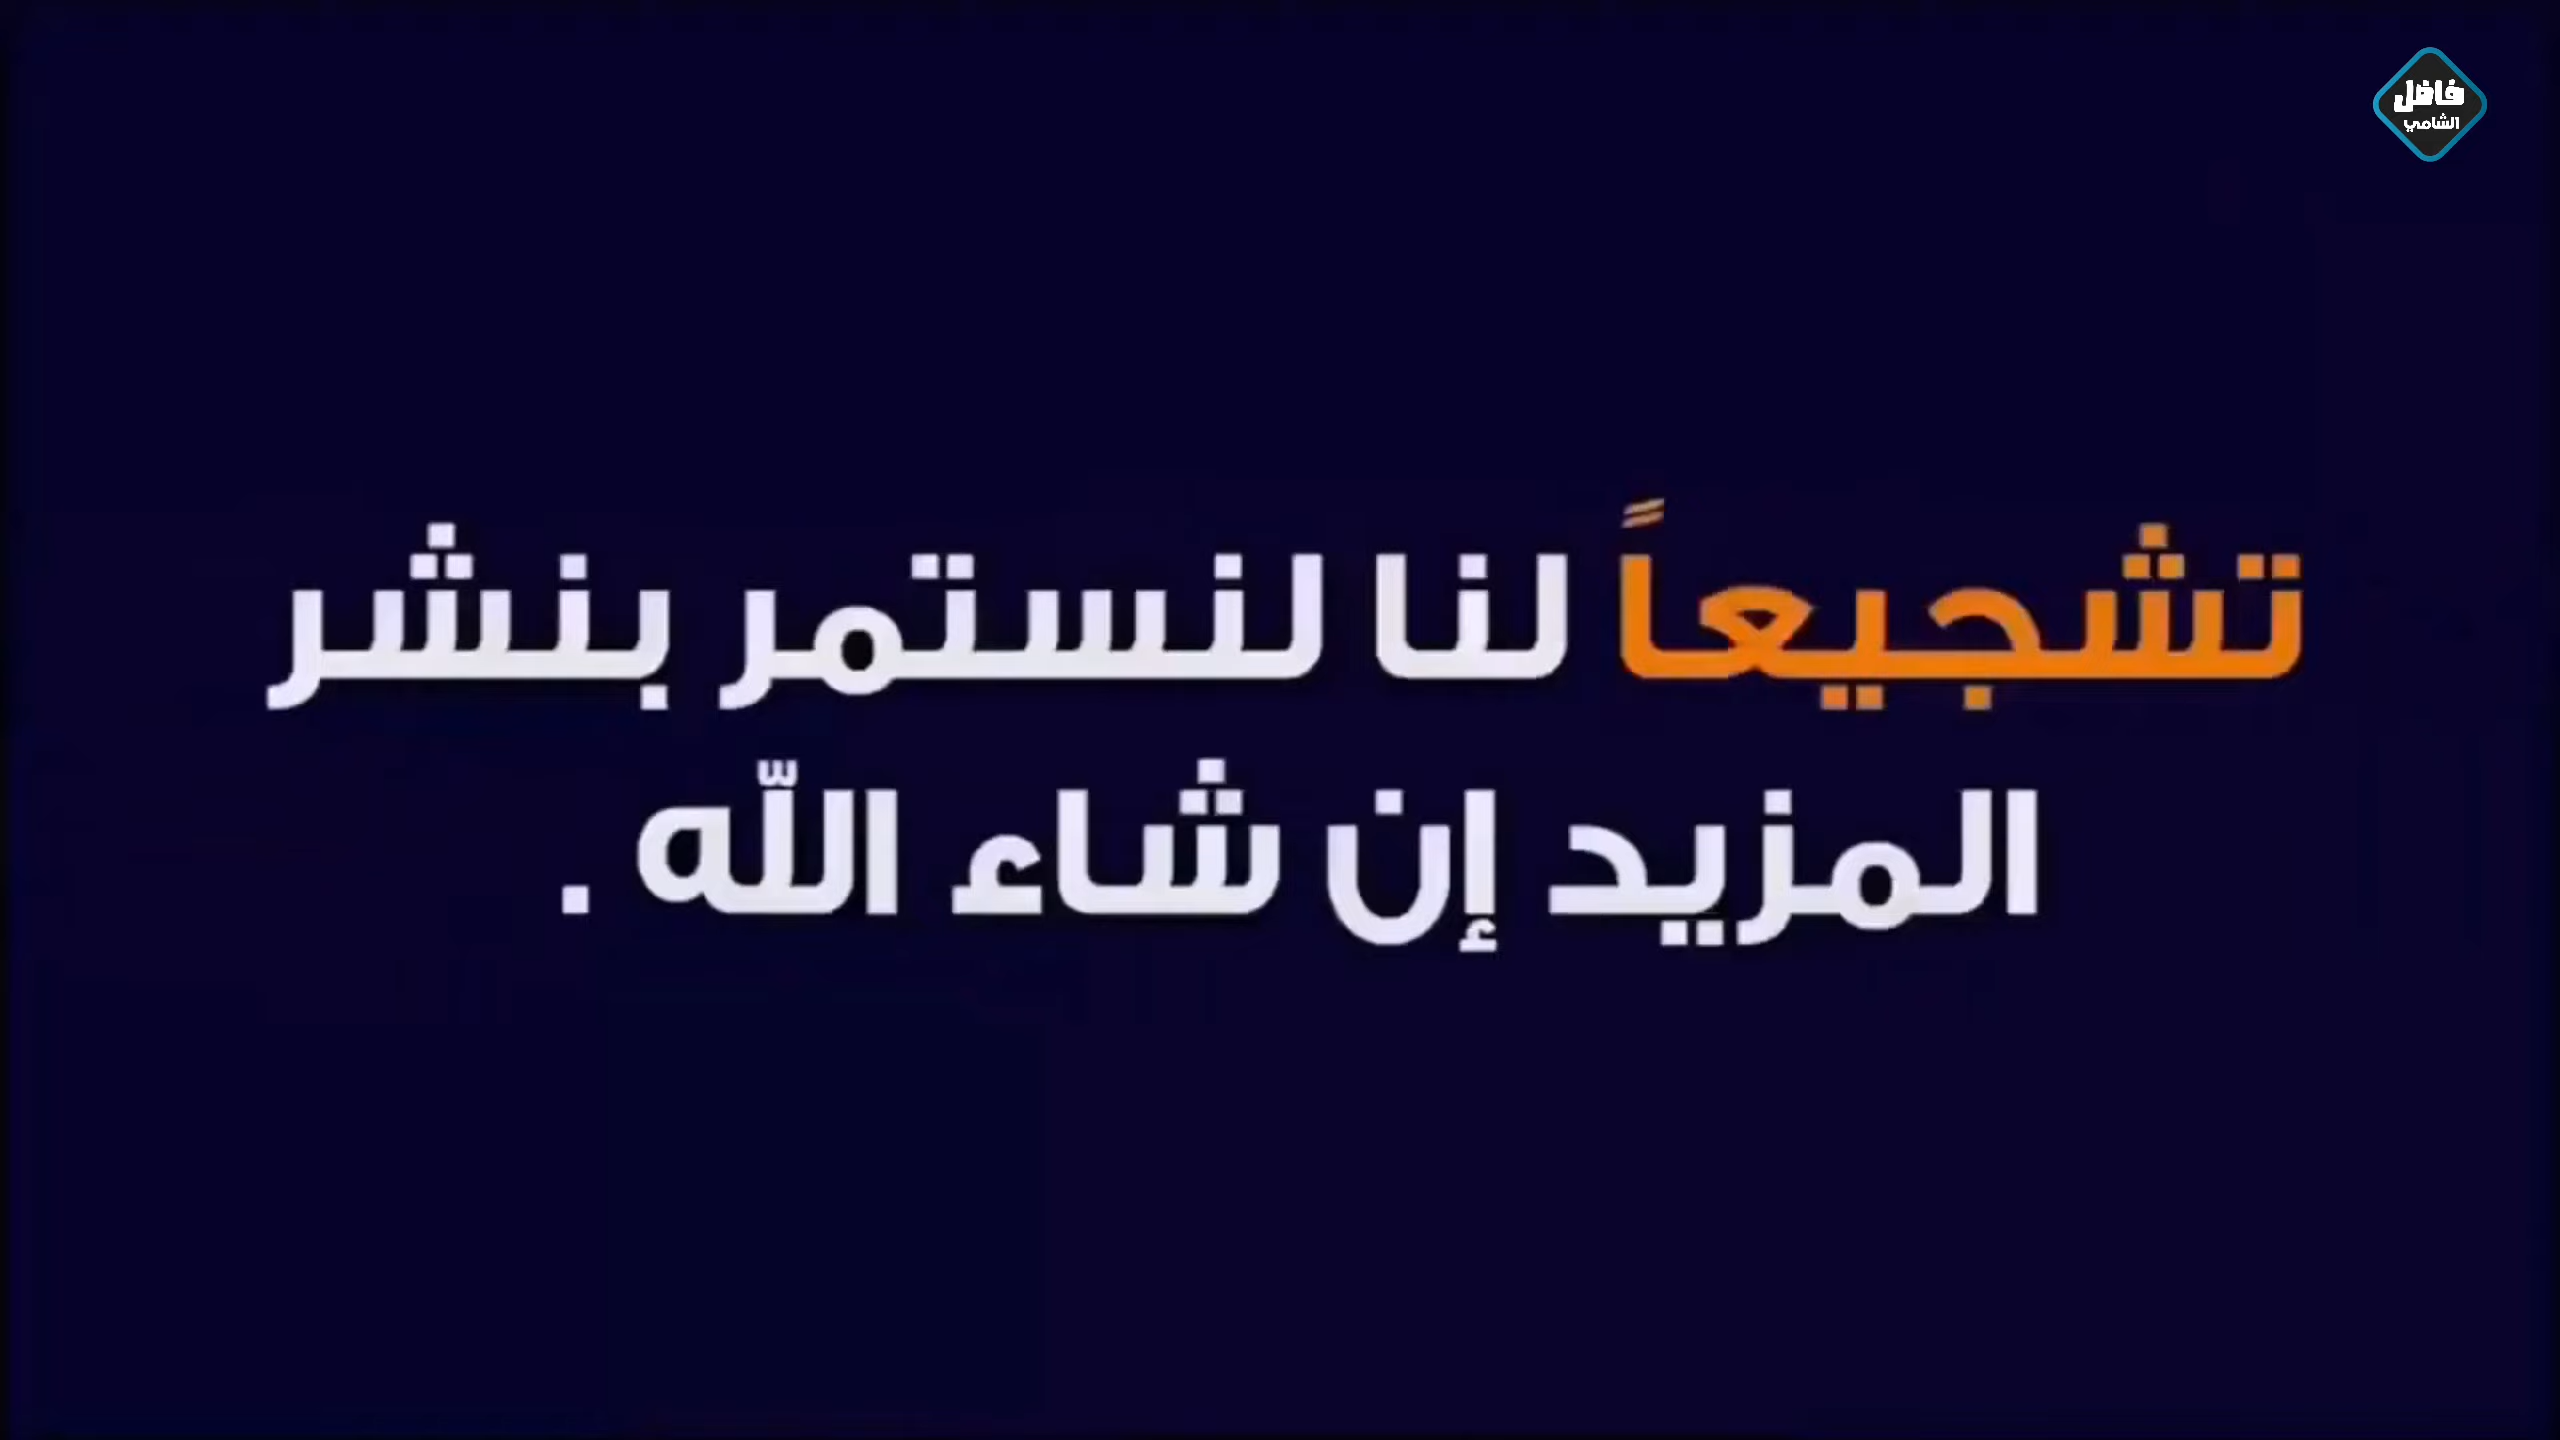 فاضل
الشامي
تشجيعاً لنا لنستمر بنشر
المزيد إن شاء اللّه .